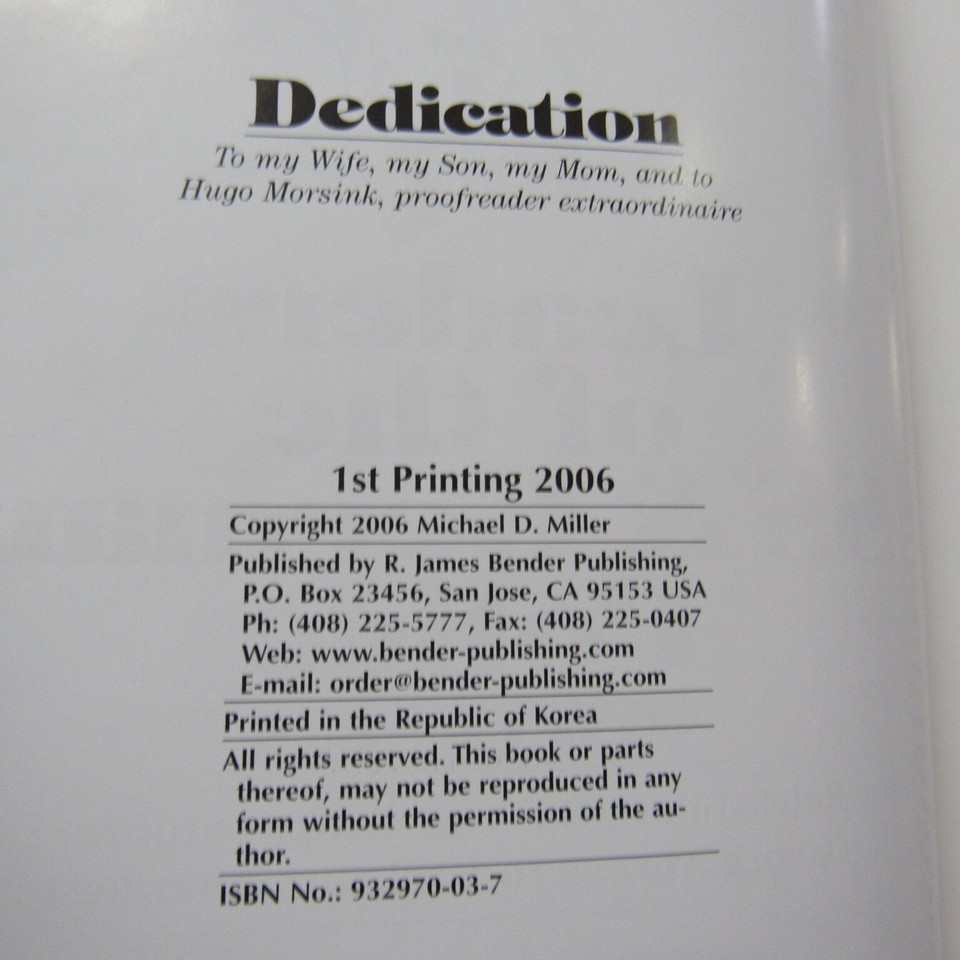 Dedication
To my Wife, my Son, my Mom, and to
Hugo Morsink, proofreader extraordinaire
1st Printing 2006
Copyright 2006 Michael D. Miller
Published by R. James Bender Publishing,
P.O. Box 23456, San Jose, CA 95153 USA
Ph: (408) 225-5777, Fax: (408) 225-0407
Web: www.bender-publishing.com
E-mail: order@bender-publishing.com
Printed in the Republic of Korea
All rights reserved. This book or parts
thereof, may not be reproduced in any
form without the permission of the au-
thor.
ISBN No.: 932970-03-7